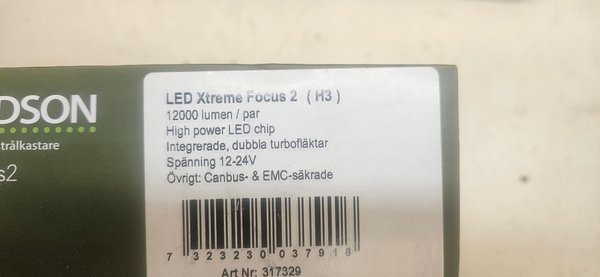 DSON
strålkastare
s2
LED Xtreme Focus 2 ( H3 )
12000 lumen / par
High power LED chip
Integrerade, dubbla turbofläktar
Spänning 12-24V
Övrigt: Canbus- & EMC-säkrade
7 323230 037916
Art Nr: 317329